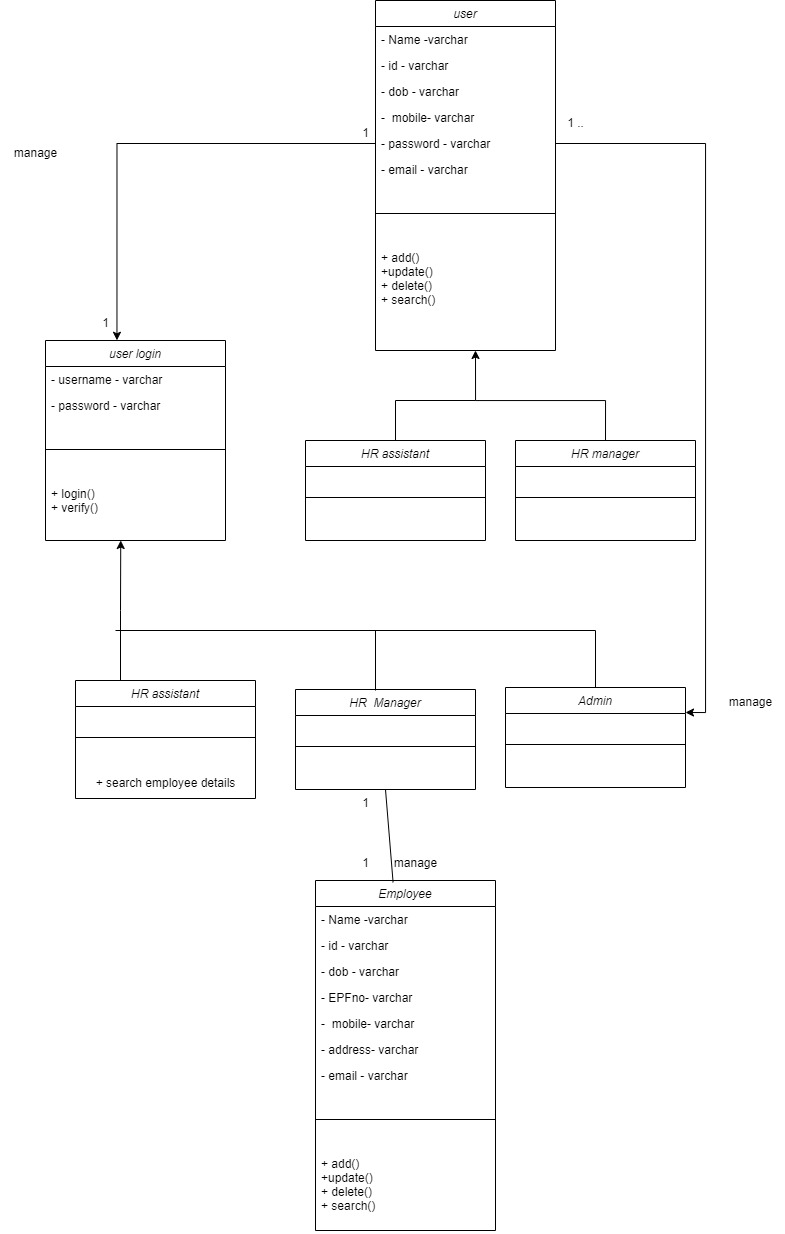 user
- Name -varchar
- id - varchar
- dob - varchar
-  mobile- varchar
- password - varchar
- email - varchar
+ add()
+update()
+ delete()
+ search()
1
1 ..
manage
1
user login
- username - varchar
- password - varchar
+ login()
+ verify()
HR assistant
HR manager
HR assistant
+ search employee details
HR  Manager
Admin
manage
1
1
manage
Employee
- Name -varchar
- id - varchar
- dob - varchar
- EPFno- varchar
-  mobile- varchar
- address- varchar
- email - varchar
+ add()
+update()
+ delete()
+ search()